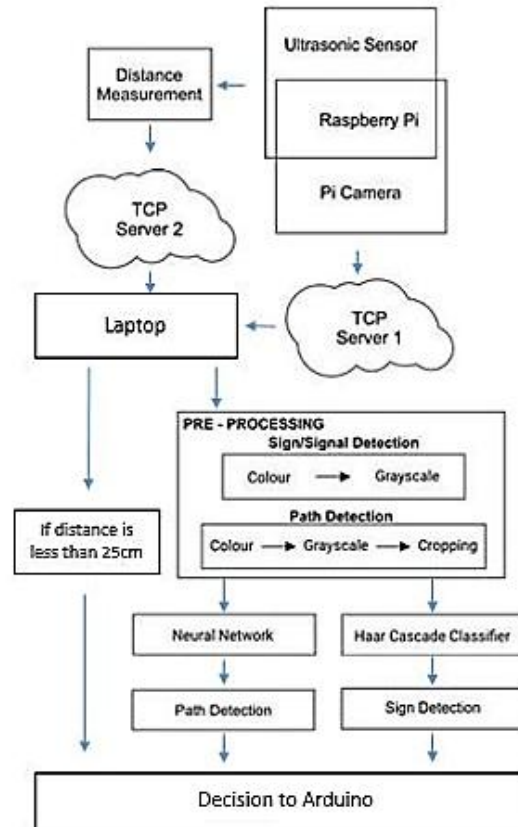 Ultrasonic Sensor
Distance
Measurement
Raspberry Pi
Pi Camera
TCP
Server 2
TCP
Server 1
Laptop
PRE - PROCESSING
Sign/Signal Detection
Colour Grayscale
Path Detection
Colour Grayscale Cropping
If distance is
less than 25cm
Neural Network
Haar Cascade Classifier
Path Detection
Sign Detection
Decision to Arduino